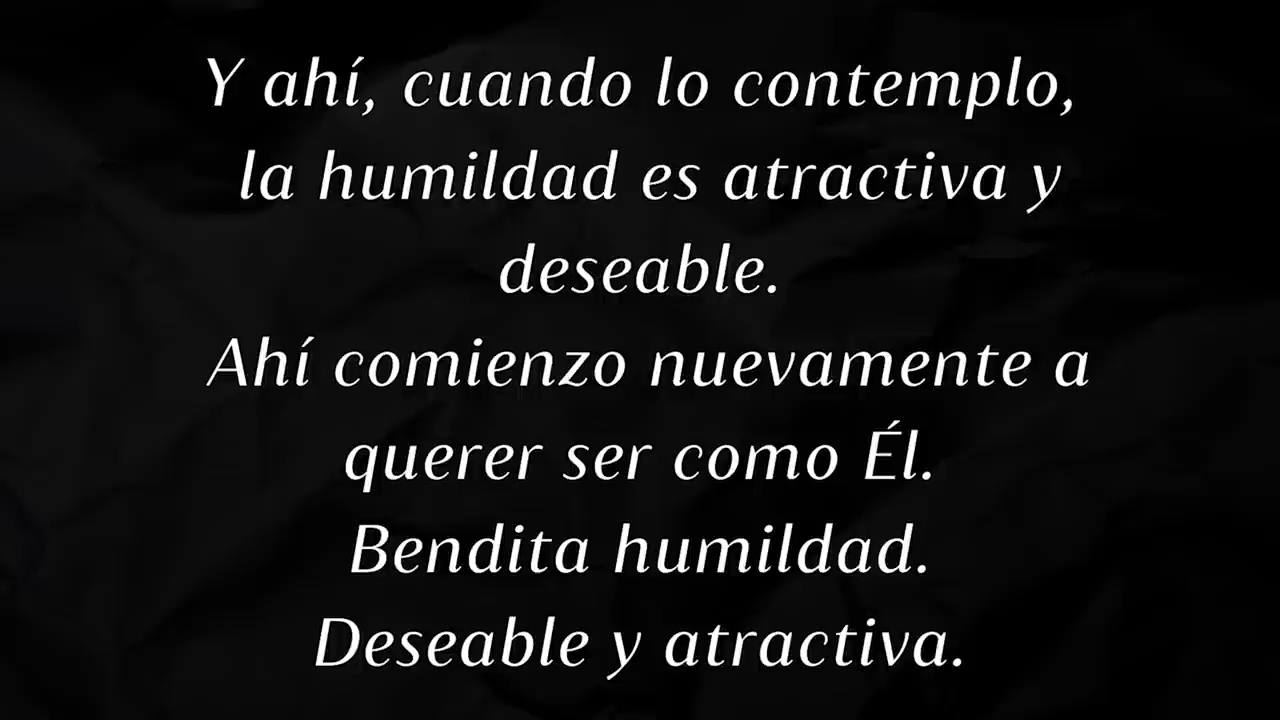 Y ahí, cuando lo contemplo,
la humildad es atractiva y
deseable.
Ahí comienzo nuevamente a
querer ser como Él.
Bendita humildad.
Deseable y atractiva.